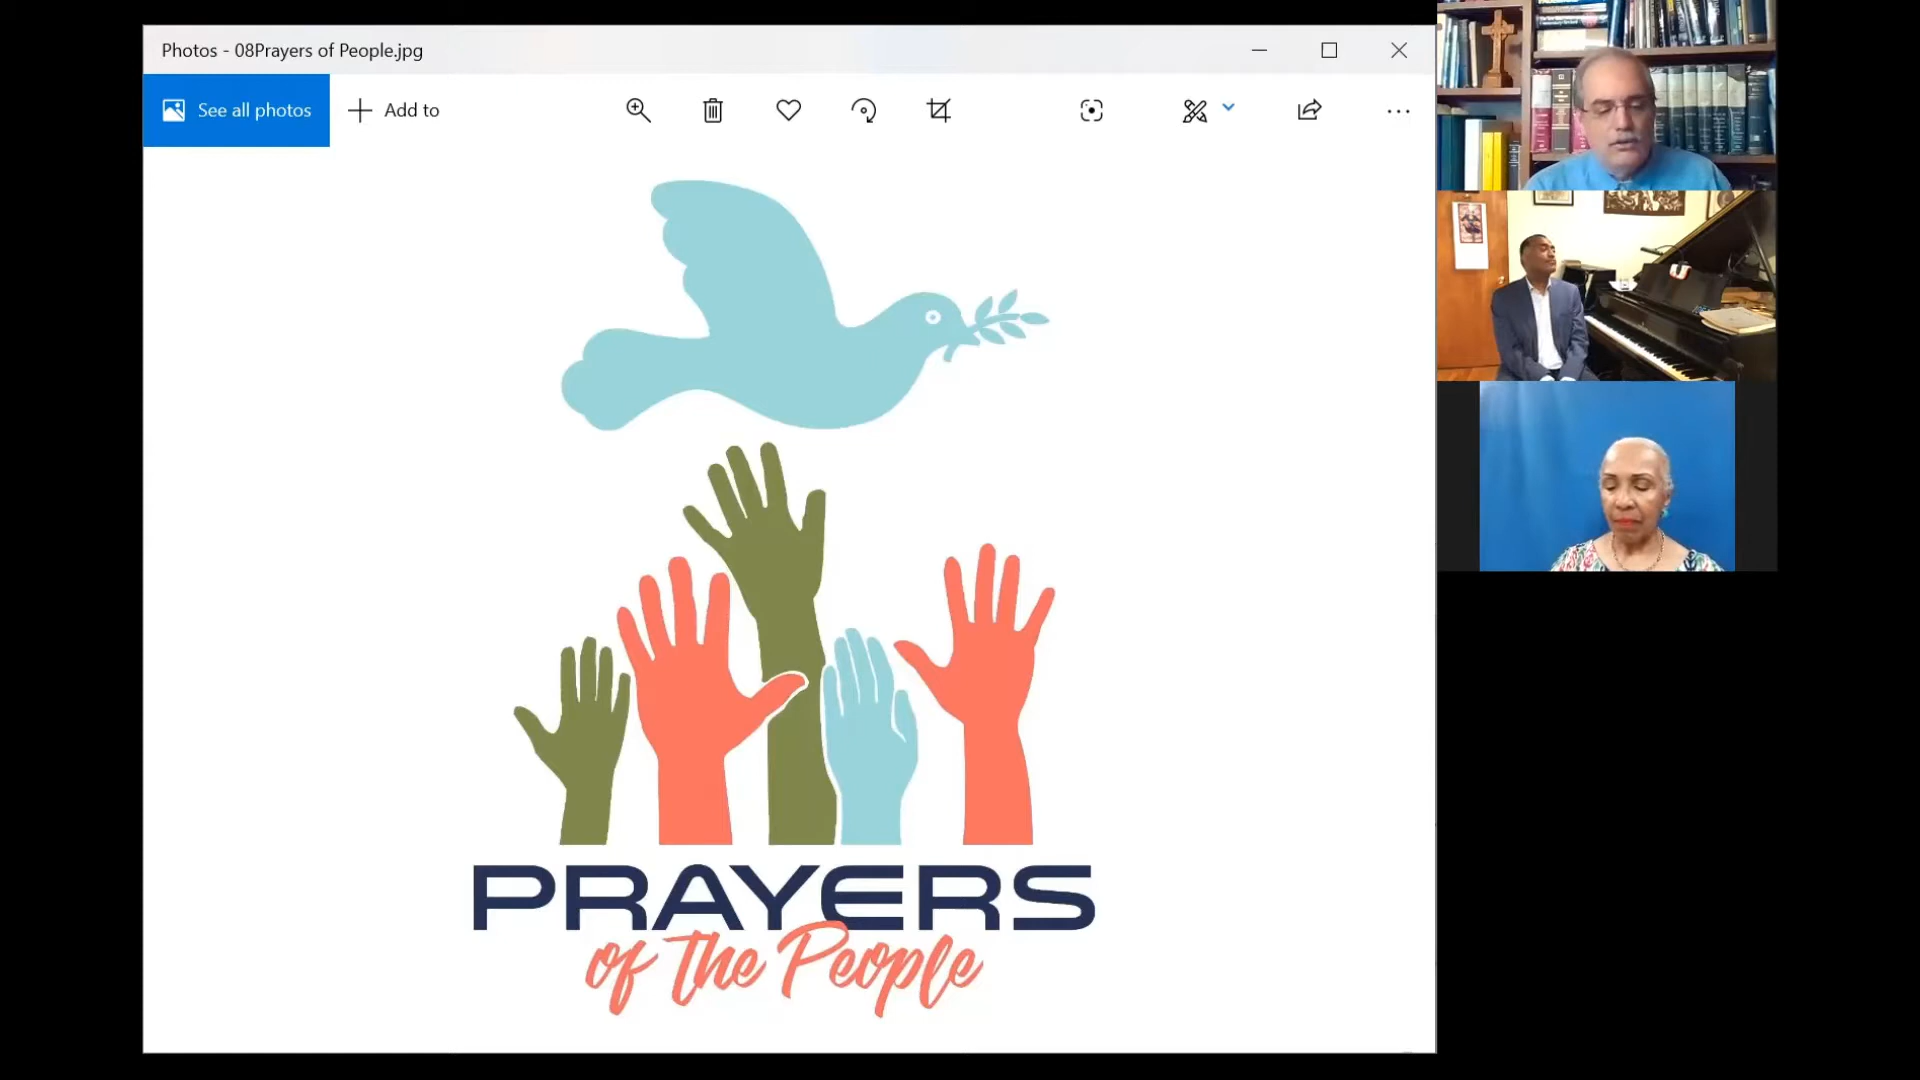 Photos - 08Prayers of People.jpg
See all photos
Add to
PRAYERS
of the People